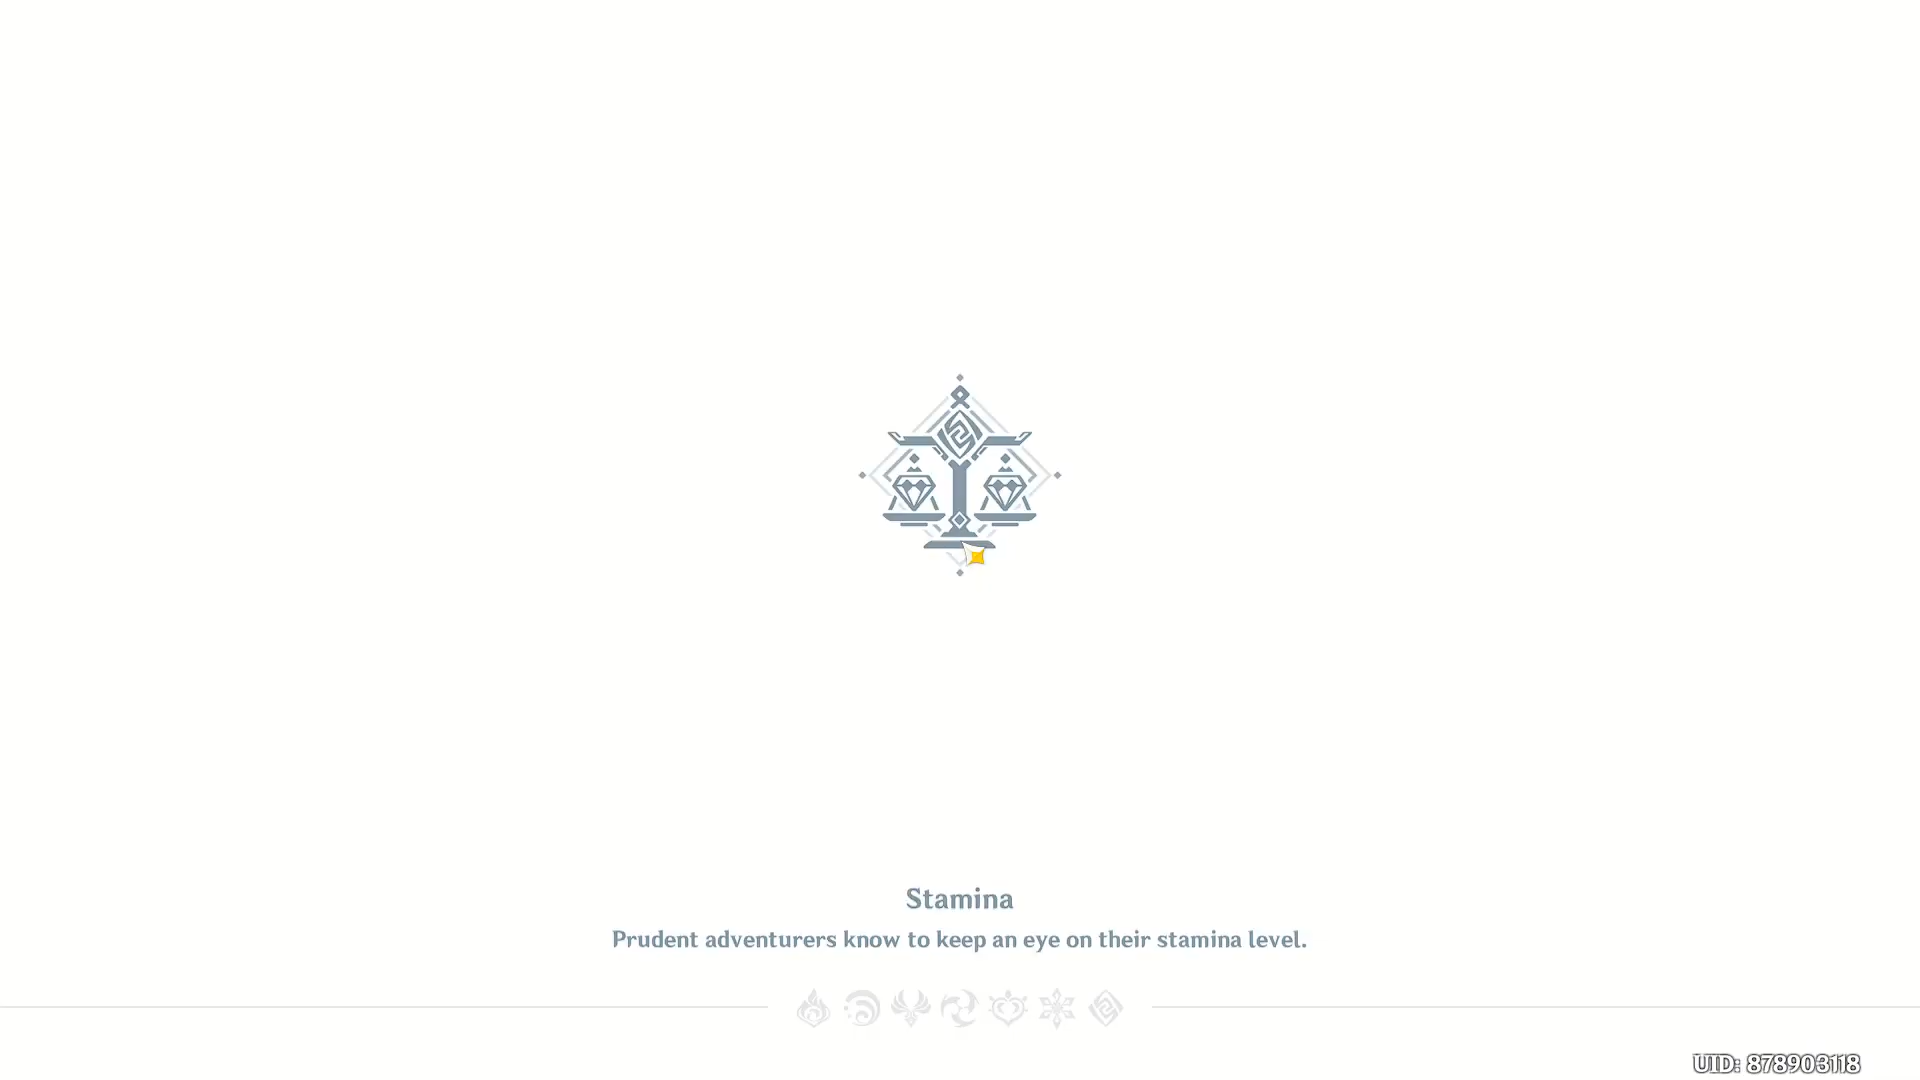 Stamina
Prudent adventurers know to keep an eye on their stamina level.
UID: 878903118